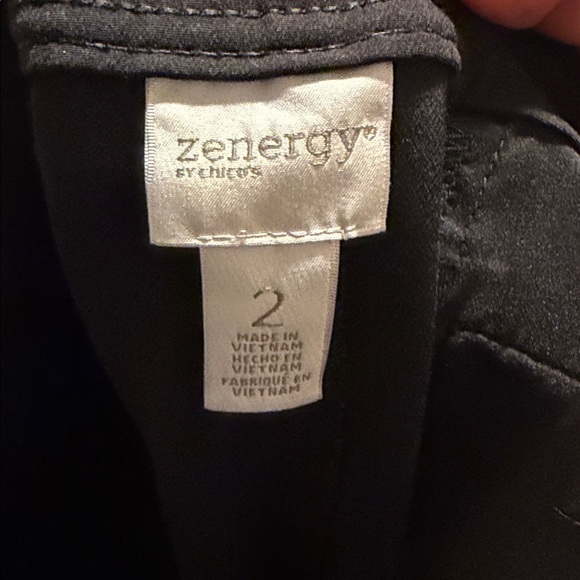 zenergy®
BY CHICO'S
2
MADE IN
VIETNAM
HECHO EN
VIETNAM
FABRIQUÉ EN
VIETNAM